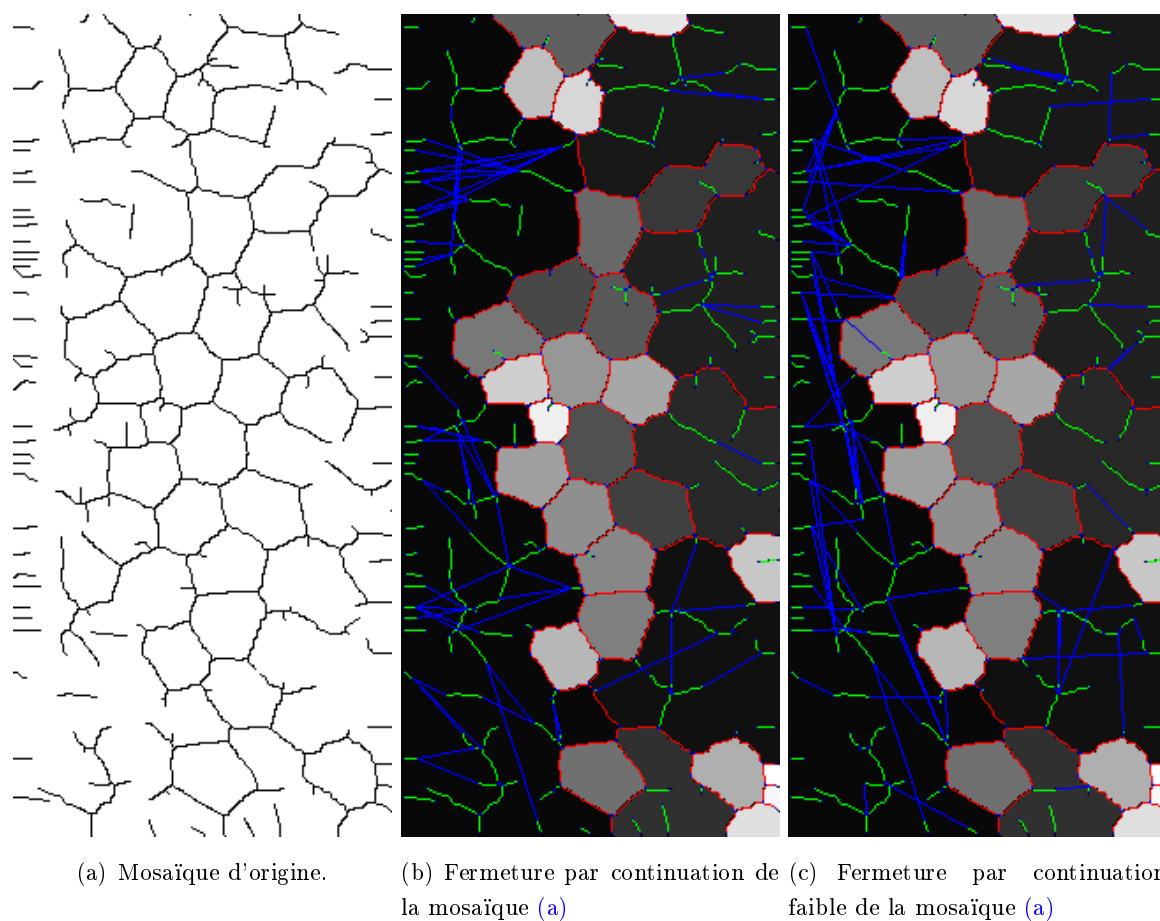 (a) Mosaïque d'origine.
(b) Fermeture par continuation de
la mosaïque (a)
(c) Fermeture par continuation
faible de la mosaïque (a)